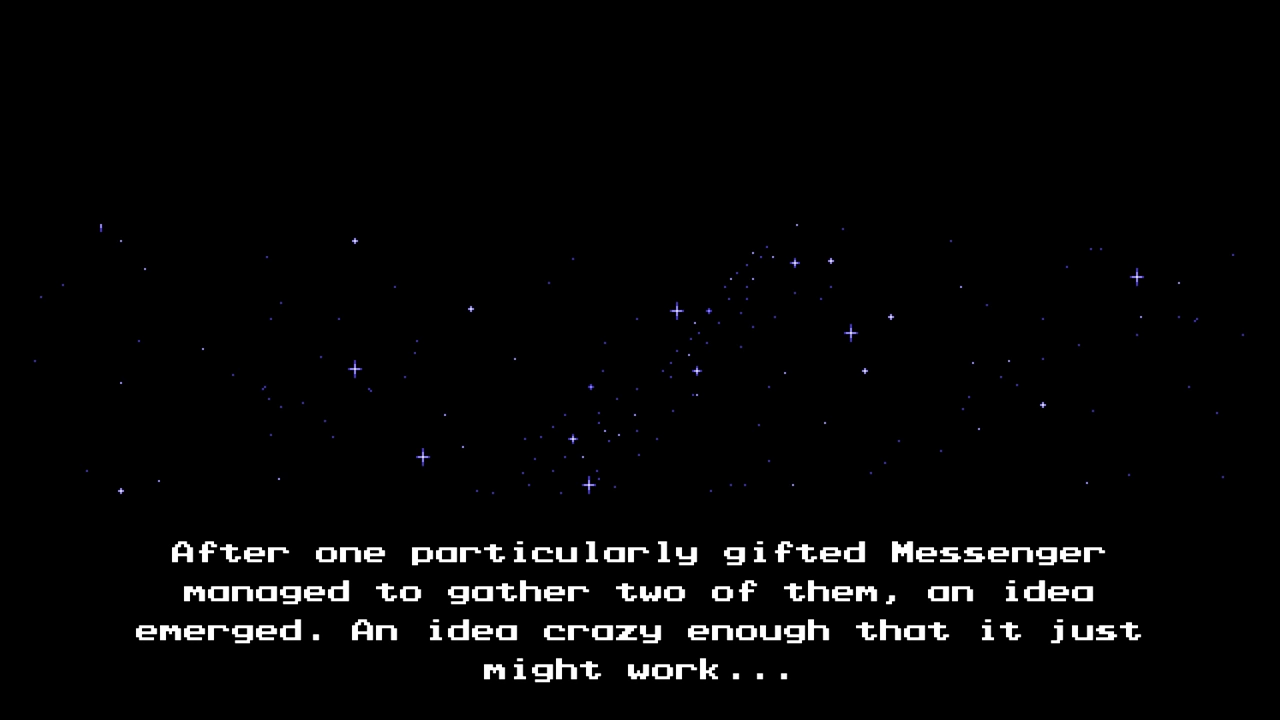 After one particularly gifted Messenger
managed to gather two of them, an idea
emerged. An idea crazy enough that it just
might work...